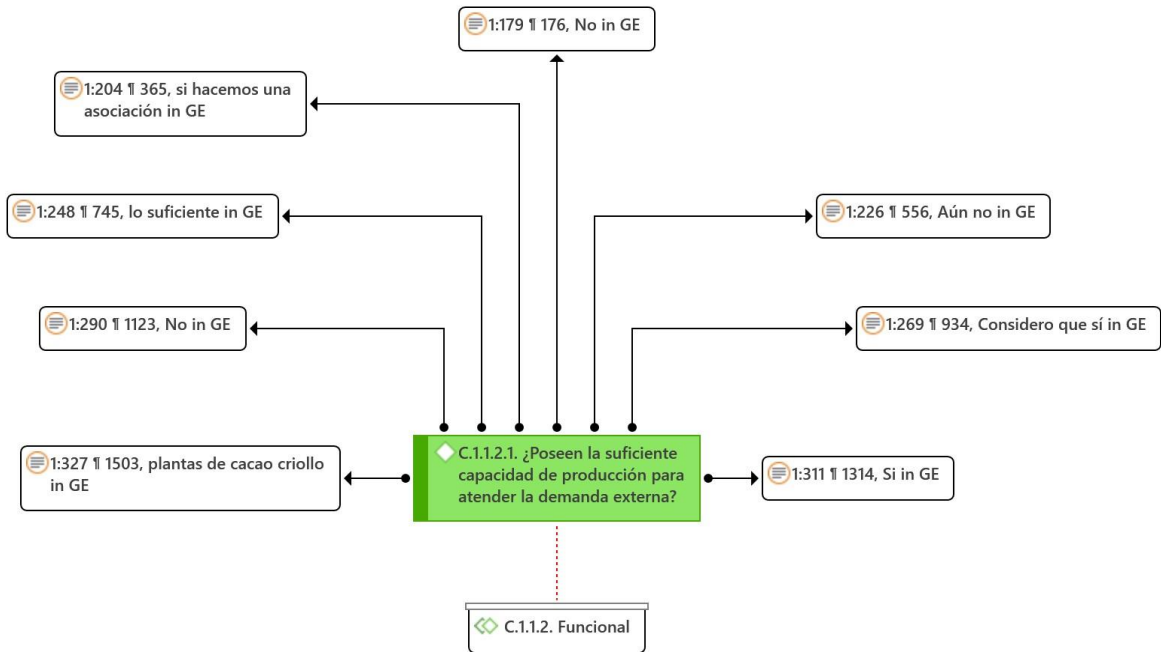 1:179 ¶ 176, No in GE
1:204 ¶ 365, si hacemos una
asociación in GE
1:248 ¶ 745, lo suficiente in GE
1:226 ¶ 556, Aún no in GE
1:290 ¶ 1123, No in GE
1:269 ¶ 934, Considero que sí in GE
1:327 ¶ 1503, plantas de cacao criollo
in GE
C.1.1.2.1. ¿Poseen la suficiente
capacidad de producción para
atender la demanda externa?
1:311 ¶ 1314, Si in GE
C.1.1.2. Funcional